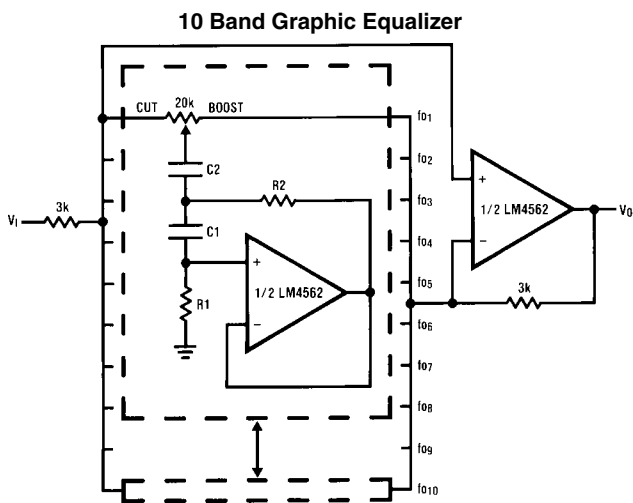 10 Band Graphic Equalizer
CUT
20k
BOOST
fo1
C2
fo2
R2
fo3
3k
VI
C1
fo4
+
1/2 LM4562
−
R1
fo5
fo6
fo7
fo8
fo9
fo10
+
1/2 LM4562
−
VO
3k